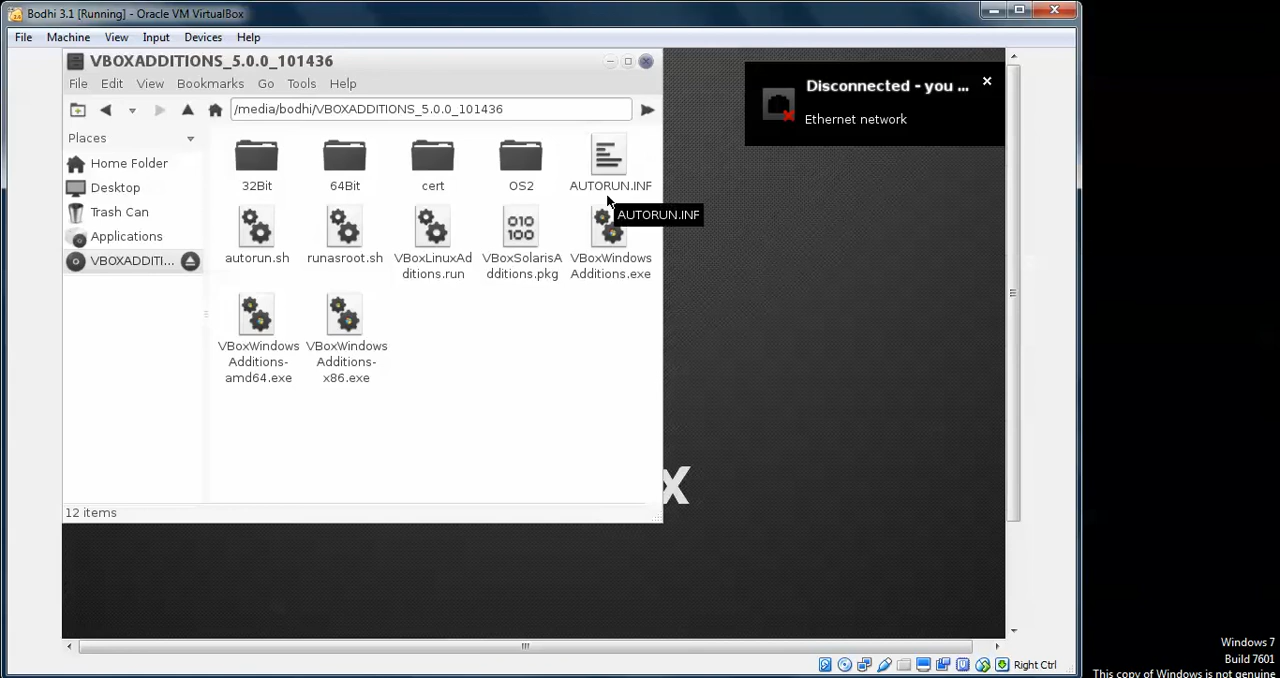 Bodhi 3.1 [Running] - Oracle VM VirtualBox
File Machine View Input Devices Help
VBOXADDITIONS_5.0.0_101436
File Edit View Bookmarks Go Tools Help
/media/bodhi/VBOXADDITIONS_5.0.0_101436
Places
Home Folder
Desktop
Trash Can
Applications
VBOXADDITI...
32Bit 64Bit cert OS2 AUTORUN.INF
AUTORUN.INF
autorun.sh runasroot.sh VBoxLinuxAd VBoxSolarisA VBoxWindows
dditions.run dditions.pkg Additions.exe
VBoxWindows VBoxWindows
Additions- Additions-
amd64.exe x86.exe
12 items
Disconnected - you ...
Ethernet network
x
Right Ctrl
Windows 7
Build 7601
This copy of Windows is not genuine